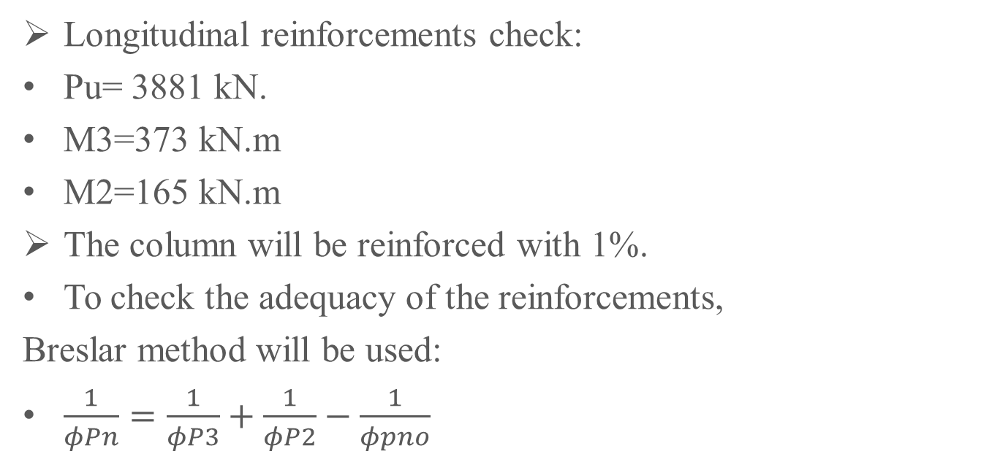 ➢ Longitudinal reinforcements check:
• Pu= 3881 kN.
• M3=373 kN.m
• M2=165 kN.m
➢ The column will be reinforced with 1%.
• To check the adequacy of the reinforcements,
Breslar method will be used:
• 1/ϕPn = 1/ϕP3 + 1/ϕP2 − 1/ϕpno